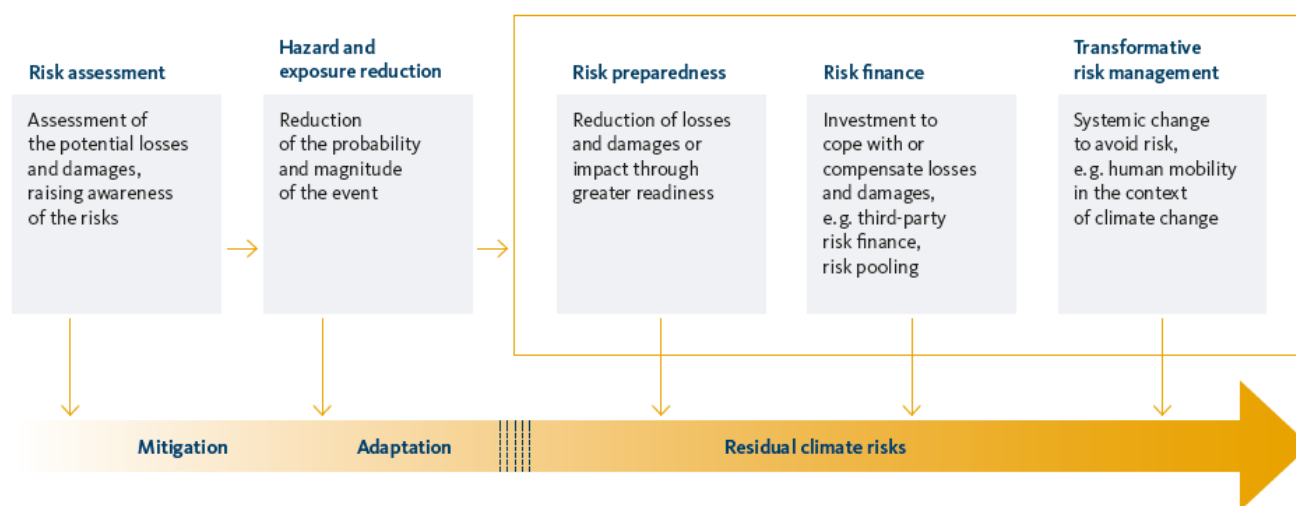 Risk assessment
Assessment of
the potential losses
and damages,
raising awareness
of the risks
Hazard and
exposure reduction
Reduction
of the probability
and magnitude
of the event
Risk preparedness
Reduction of losses
and damages or
impact through
greater readiness
Risk finance
Investment to
cope with or
compensate losses
and damages,
e. g. third-party
risk finance,
risk pooling
Transformative
risk management
Systemic change
to avoid risk,
e. g. human mobility
in the context
of climate change
Mitigation
Adaptation
Residual climate risks